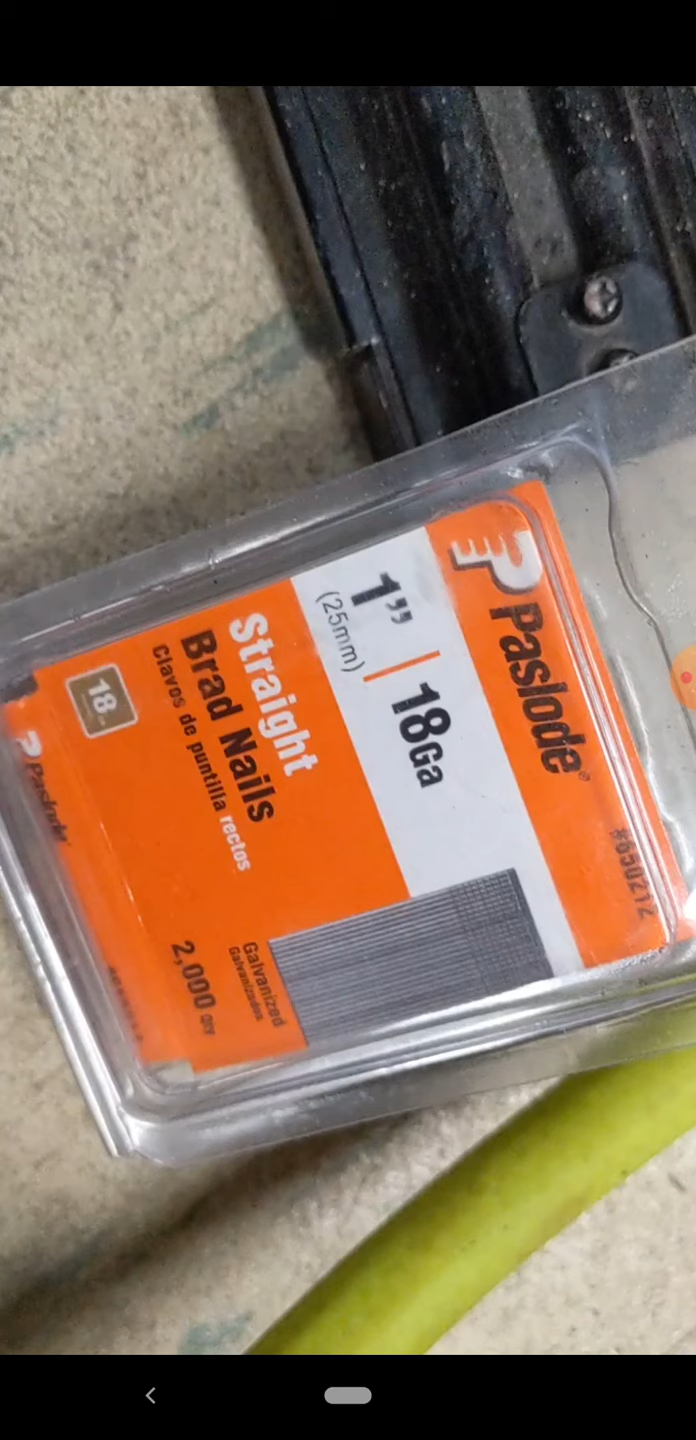 Paslode®
#650212
1” | 18Ga
(25mm)
Straight
Brad Nails
Clavos de puntilla rectos
18
Galvanized
Galvanizados
2,000 QTY
Paslode